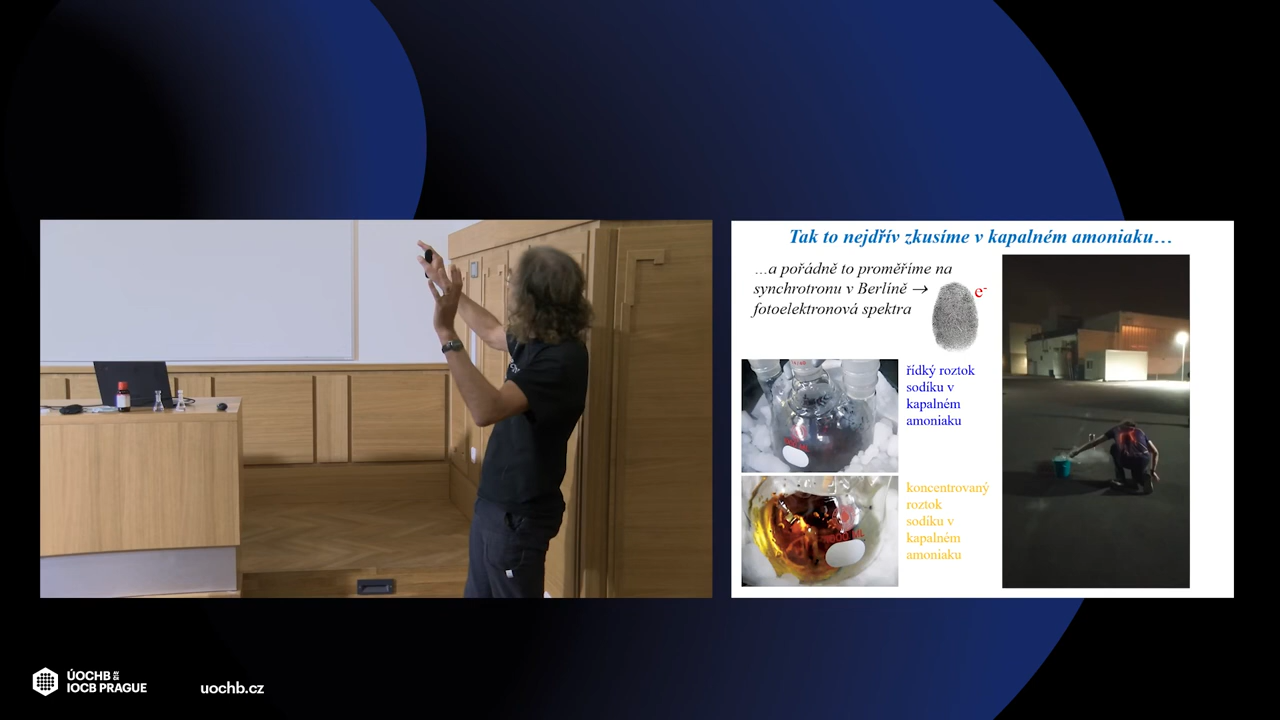 Tak to nejdřív zkusíme v kapalném amoniaku…
…a pořádně to proměříme na
synchrotronu v Berlíně →
fotoelektronová spektra
e-
řídký roztok
sodíku v
kapalném
amoniaku
koncentrovaný
roztok
sodíku v
kapalném
amoniaku
ÚOCHB
IOCB PRAGUE
uochb.cz